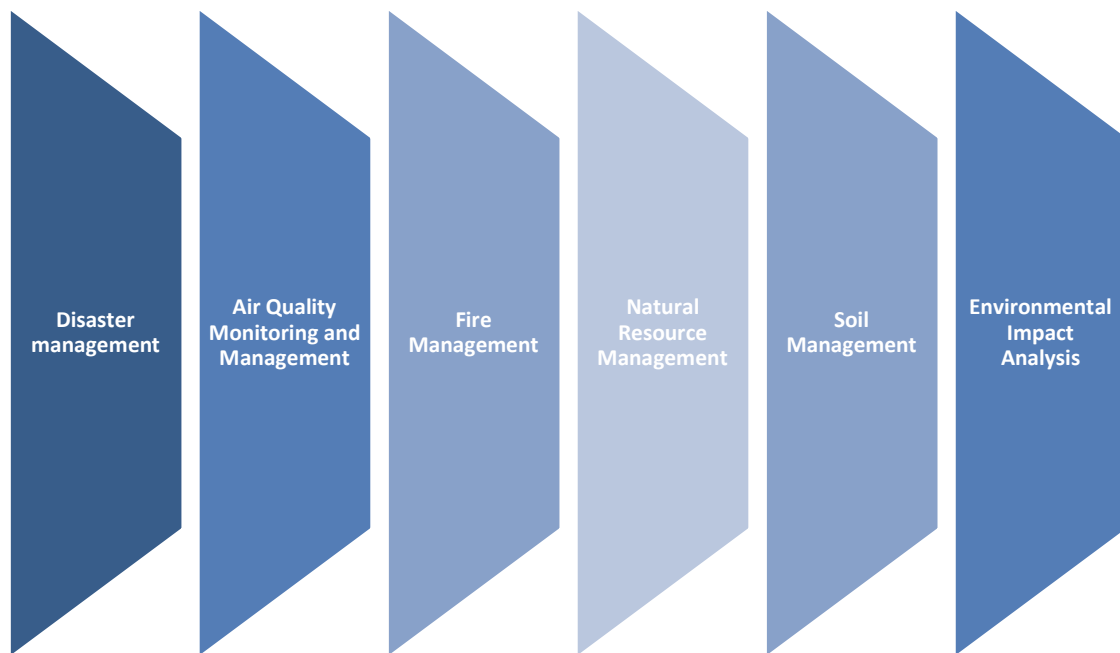 Disaster
management
Air Quality
Monitoring and
Management
Fire
Management
Natural
Resource
Management
Soil
Management
Environmental
Impact
Analysis